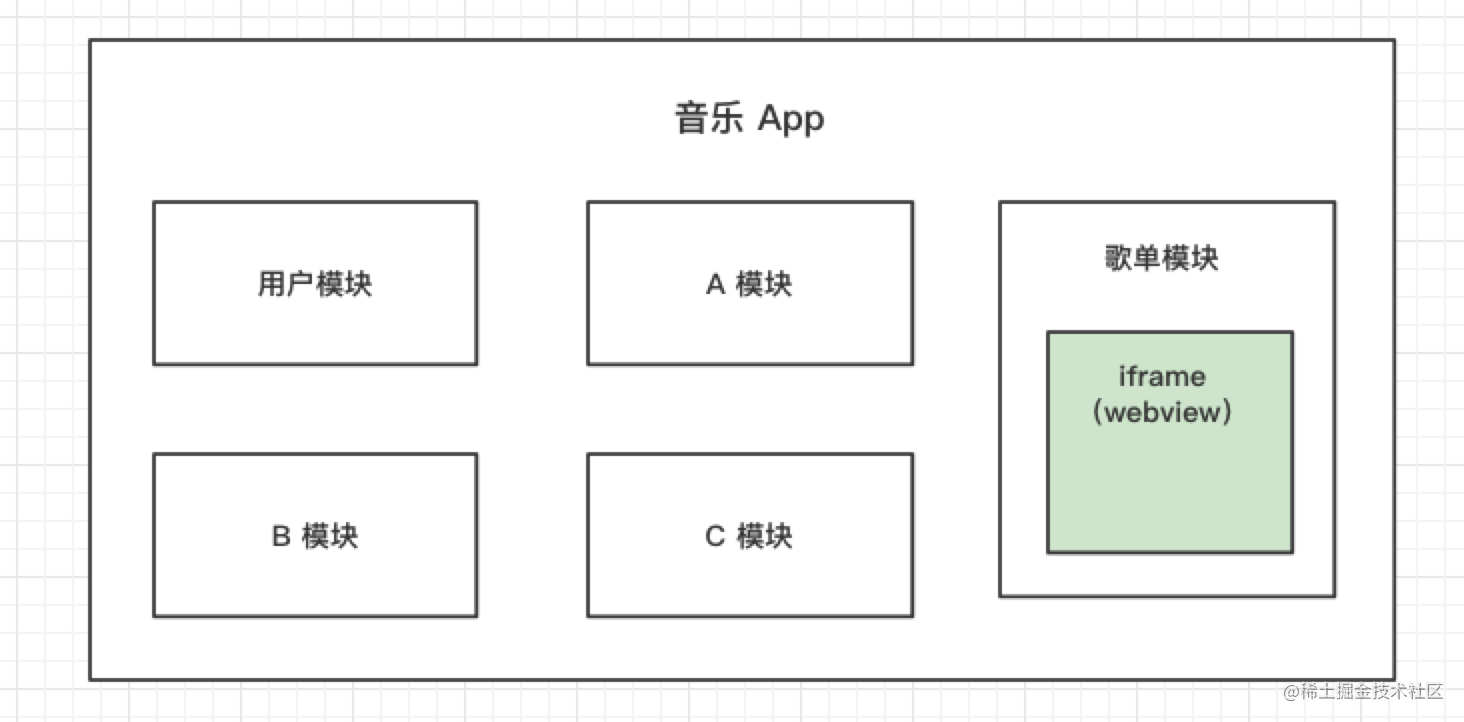 音乐 App
用户模块
A 模块
歌单模块
iframe
（webview）
B 模块
C 模块
@稀土掘金技术社区